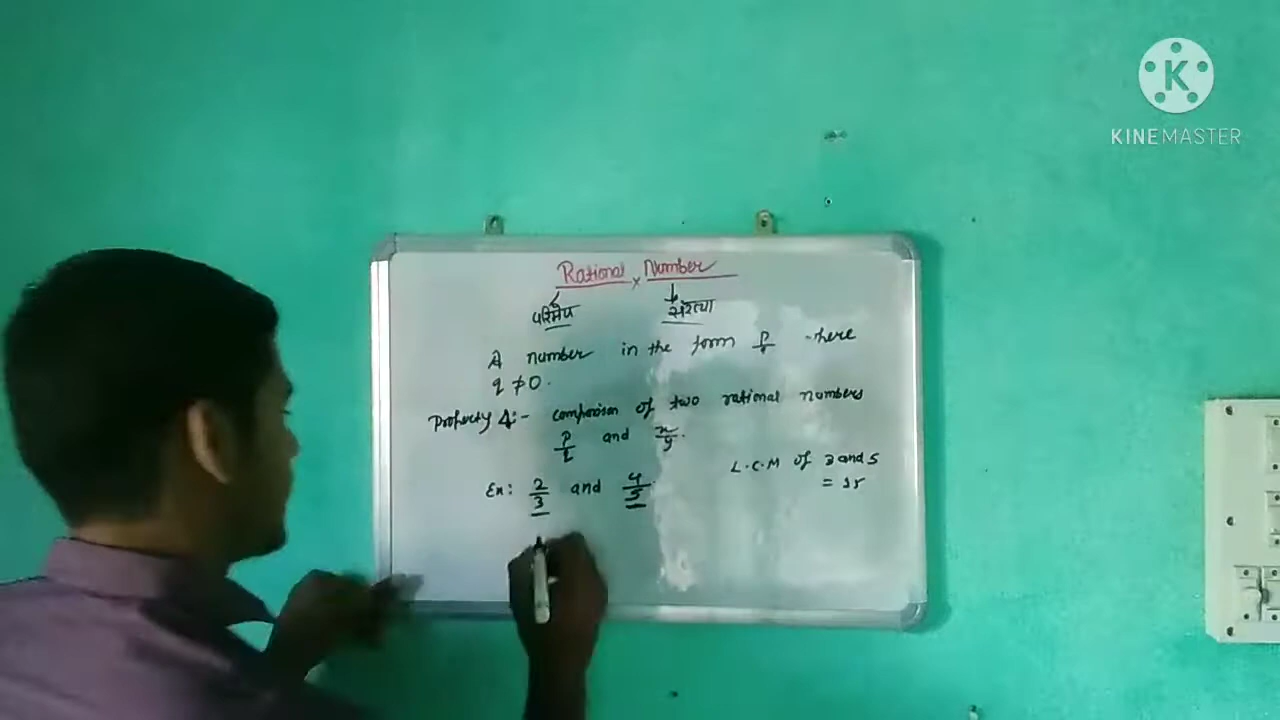 KINEMASTER
Rational Number
परिमेय संख्या
A number in the form p/q where
q ≠ 0.
Property 4:- comparison of two rational numbers
p/q and x/y.
L.C.M of 3 and 5
= 15
Ex: 2/3 and 4/5